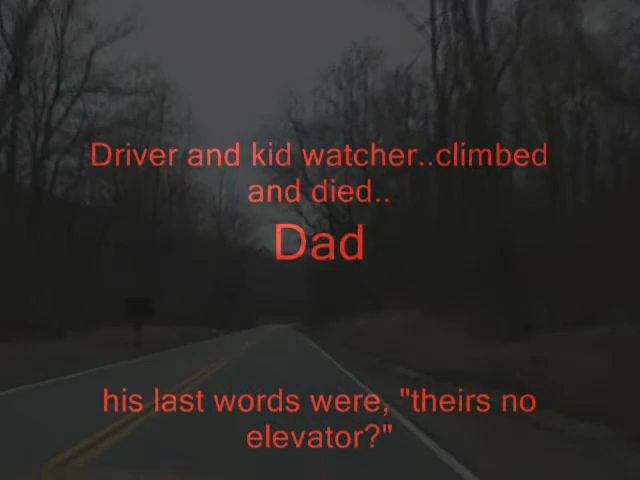 Driver and kid watcher..climbed
and died..
Dad
his last words were, "theirs no
elevator?"